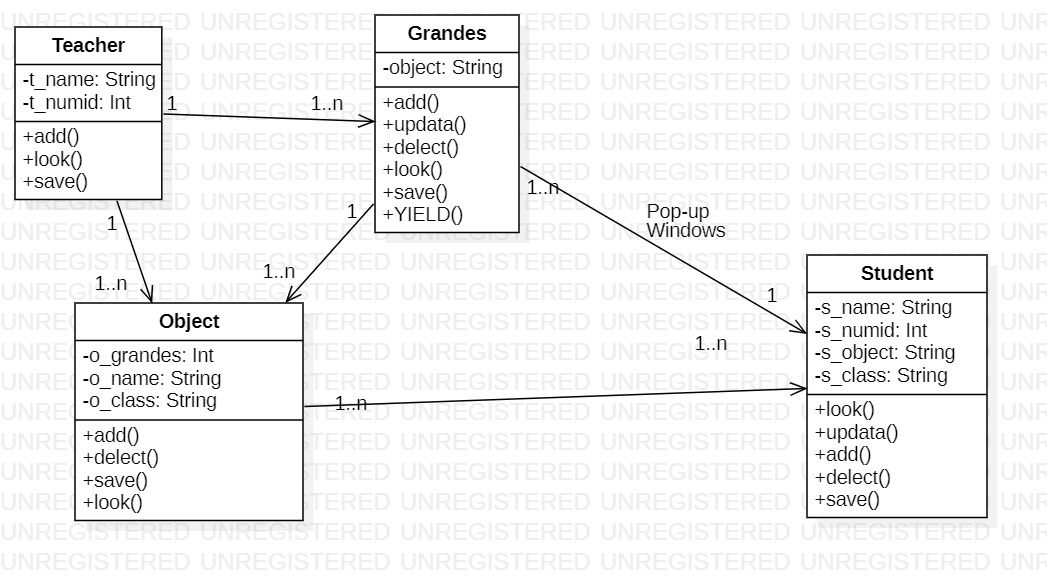 Teacher
-t_name: String
-t_numid: Int
+add()
+look()
+save()
Grandes
-object: String
+add()
+updata()
+delect()
+look()
+save()
+YIELD()
1
1..n
1
1..n
1
1..n
1..n
Pop-up
Windows
1
Object
-o_grandes: Int
-o_name: String
-o_class: String
+add()
+delect()
+save()
+look()
1..n
1..n
Student
-s_name: String
-s_numid: Int
-s_object: String
-s_class: String
+look()
+updata()
+add()
+delect()
+save()
UNREGISTERED UNREGISTERED UNREGISTERED UNREGISTERED UNREGISTERED